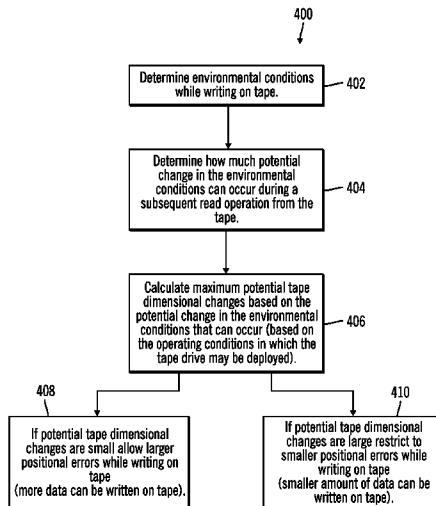 400
Determine environmental conditions
while writing on tape.
402
Determine how much potential
change in the environmental
conditions can occur during a
subsequent read operation from the
tape.
404
Calculate maximum potential tape
dimensional changes based on the
potential change in the environmental
conditions that can occur (based on
the operating conditions in which the
tape drive may be deployed).
406
408
If potential tape dimensional
changes are small allow larger
positional errors while writing on
tape
(more data can be written on tape).
410
If potential tape dimensional
changes are large restrict to
smaller positional errors while
writing on tape
(smaller amount of data can be
written on tape).